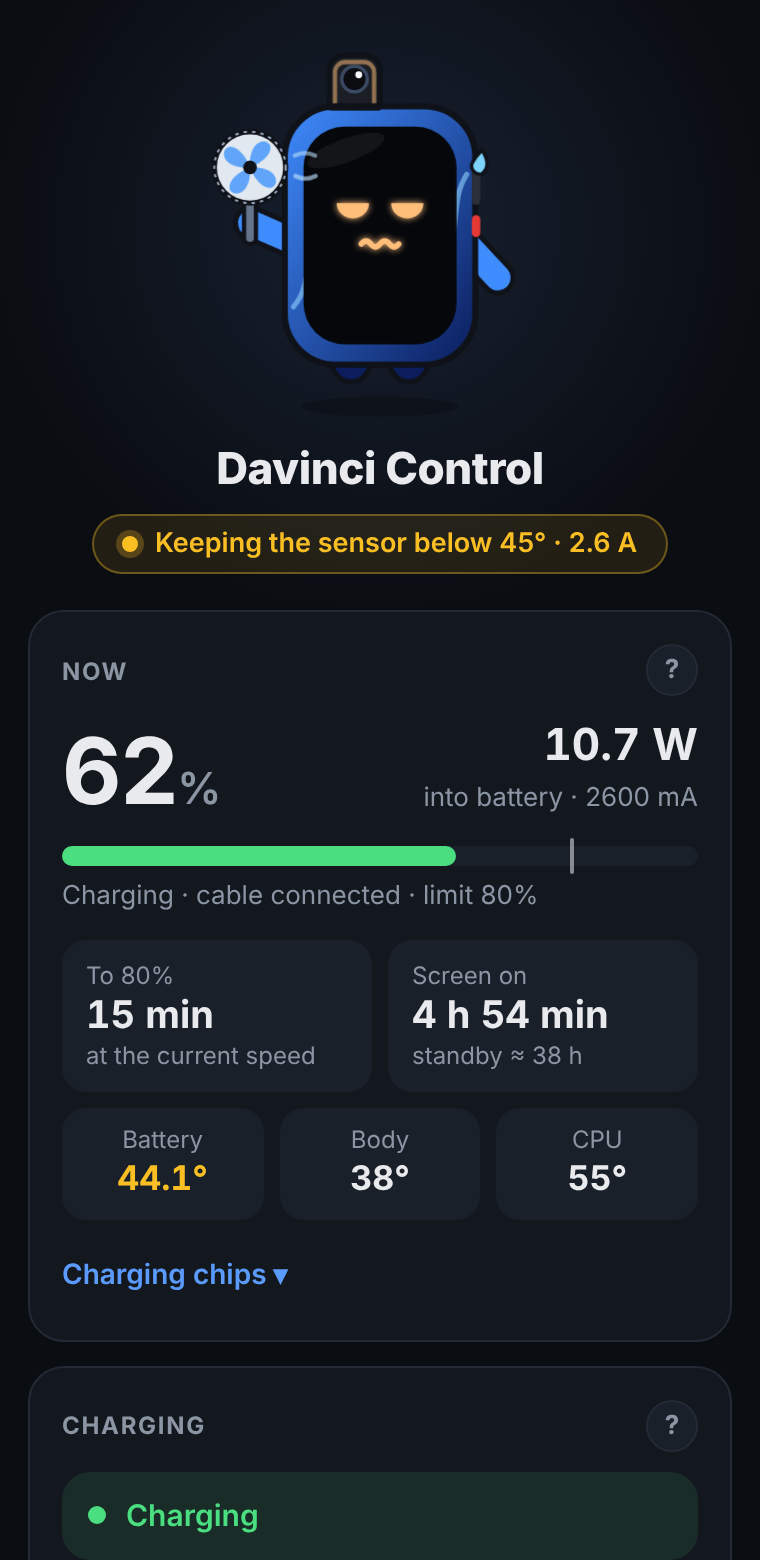 Davinci Control
Keeping the sensor below 45° · 2.6 A
NOW
?
62%
10.7 W
into battery · 2600 mA
Charging · cable connected · limit 80%
To 80%
15 min
at the current speed
Screen on
4 h 54 min
standby ≈ 38 h
Battery
44.1°
Body
38°
CPU
55°
Charging chips ▾
CHARGING
?
Charging